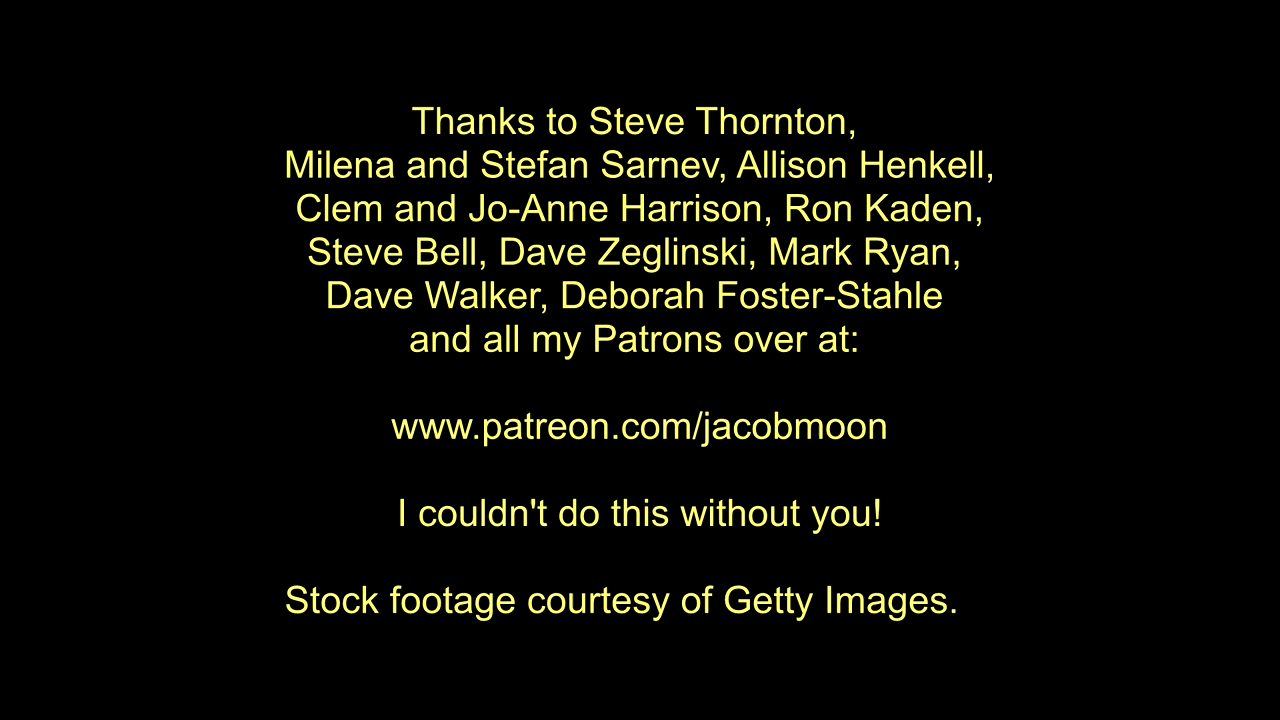 Thanks to Steve Thornton,
Milena and Stefan Sarnev, Allison Henkell,
Clem and Jo-Anne Harrison, Ron Kaden,
Steve Bell, Dave Zeglinski, Mark Ryan,
Dave Walker, Deborah Foster-Stahle
and all my Patrons over at:
www.patreon.com/jacobmoon
I couldn't do this without you!
Stock footage courtesy of Getty Images.